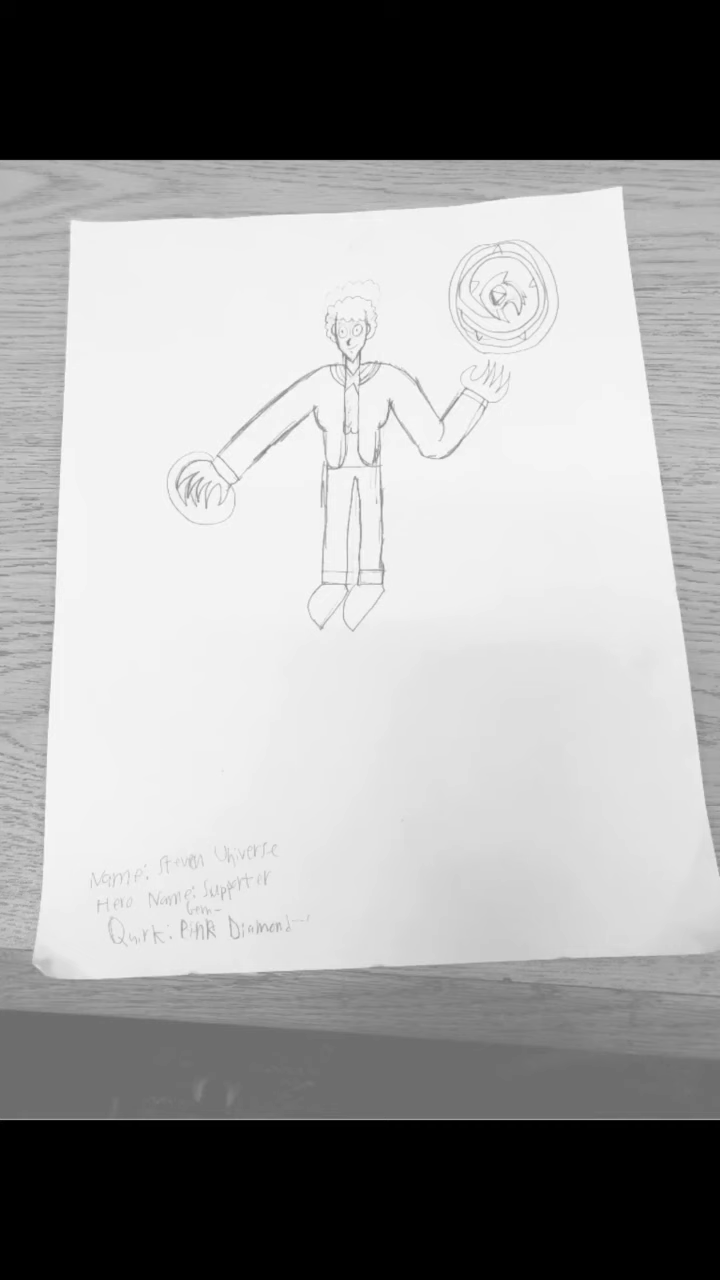 Name: Steven Universe
Hero Name: Supporter
Gem-
Quirk: Pink Diamond